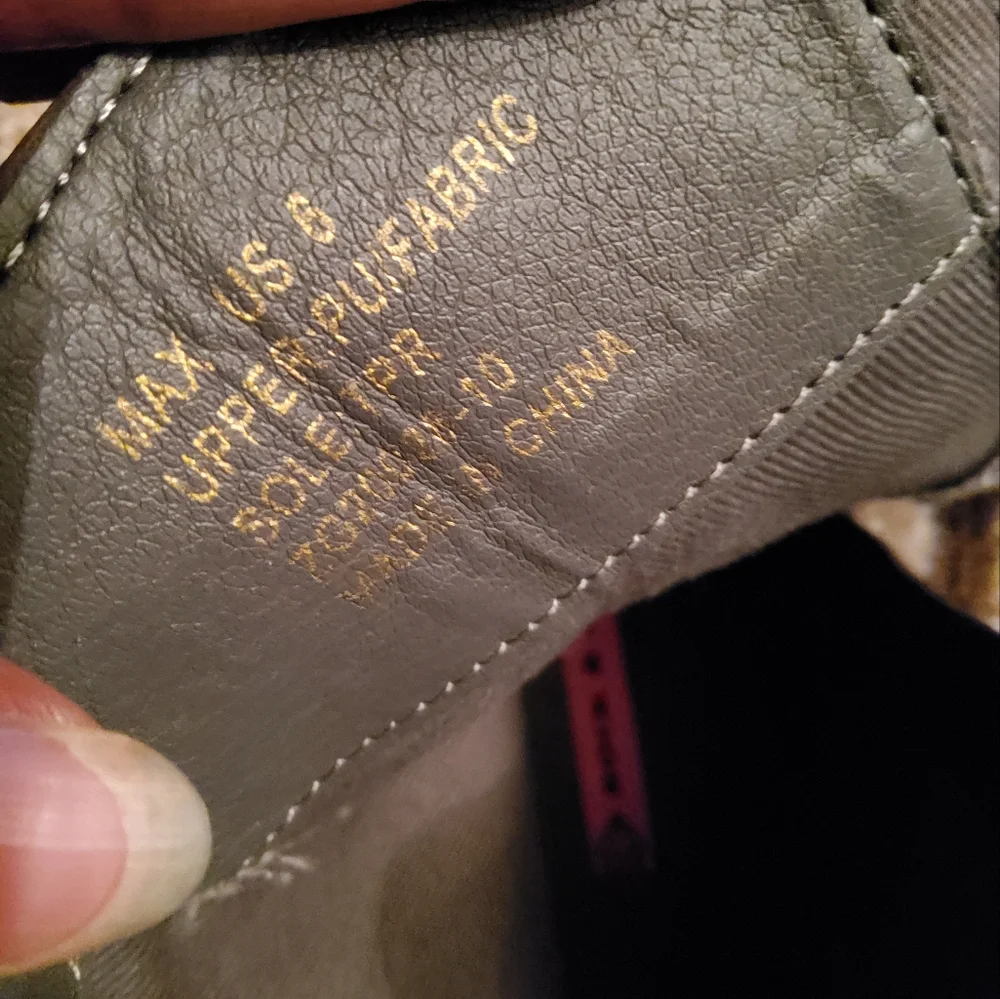 MAX US 6
UPPER:PU/FABRIC
SOLE TPR
MADE IN CHINA